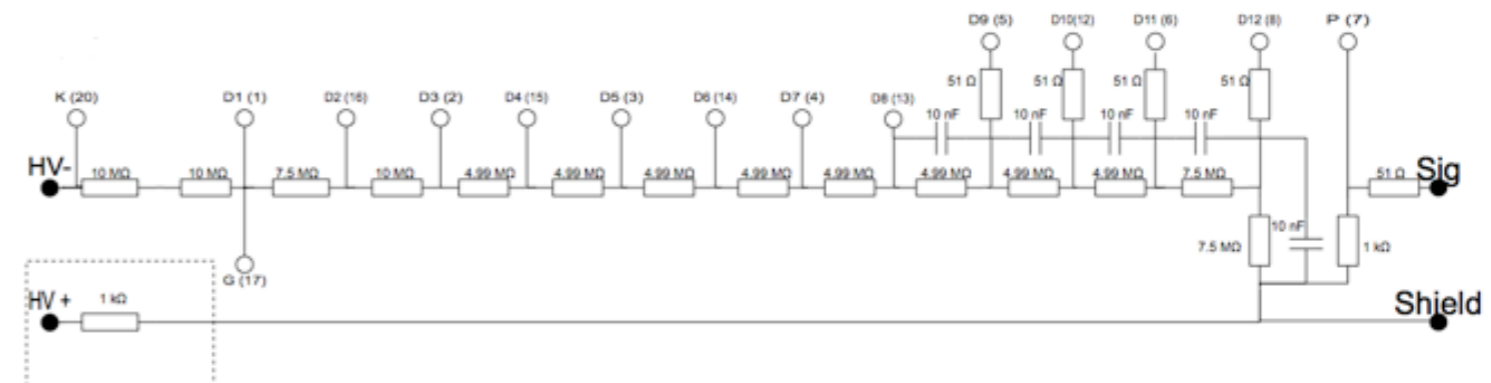 D9 (5)
D10(12)
D11 (6)
D12 (8)
P (7)
51 Ω
51 Ω
51 Ω
51 Ω
K (20)
D1 (1)
D2 (16)
D3 (2)
D4 (15)
D5 (3)
D6 (14)
D7 (4)
D8 (13)
10 nF
10 nF
10 nF
10 nF
HV-
10 MΩ
10 MΩ
7.5 MΩ
10 MΩ
4.99 MΩ
4.99 MΩ
4.99 MΩ
4.99 MΩ
4.99 MΩ
4.99 MΩ
4.99 MΩ
4.99 MΩ
7.5 MΩ
51 Ω
Sig
10 nF
7.5 MΩ
1 kΩ
G (17)
HV +
1 kΩ
Shield